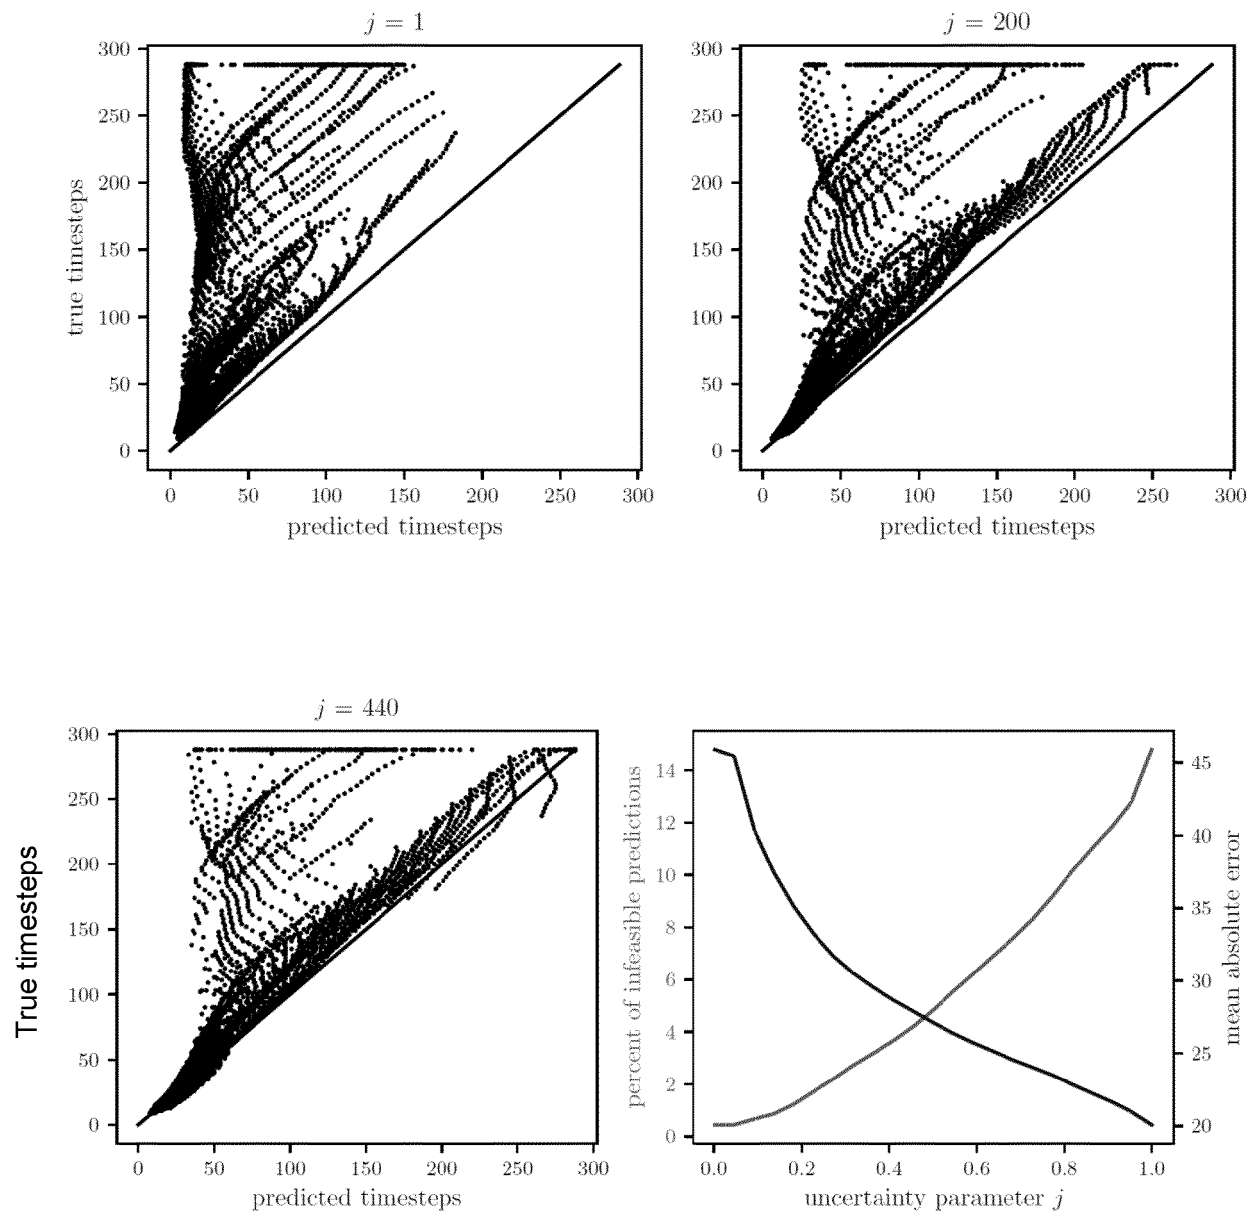 j = 1
300
250
200
150
100
50
0
true timesteps
0 50 100 150 200 250 300
predicted timesteps
j = 200
300
250
200
150
100
50
0
0 50 100 150 200 250 300
predicted timesteps
j = 440
300
250
200
150
100
50
0
True timesteps
0 50 100 150 200 250 300
predicted timesteps
percent of infeasible predictions
14
12
10
8
6
4
2
0
45
40
35
30
25
20
mean absolute error
0.0 0.2 0.4 0.6 0.8 1.0
uncertainty parameter j